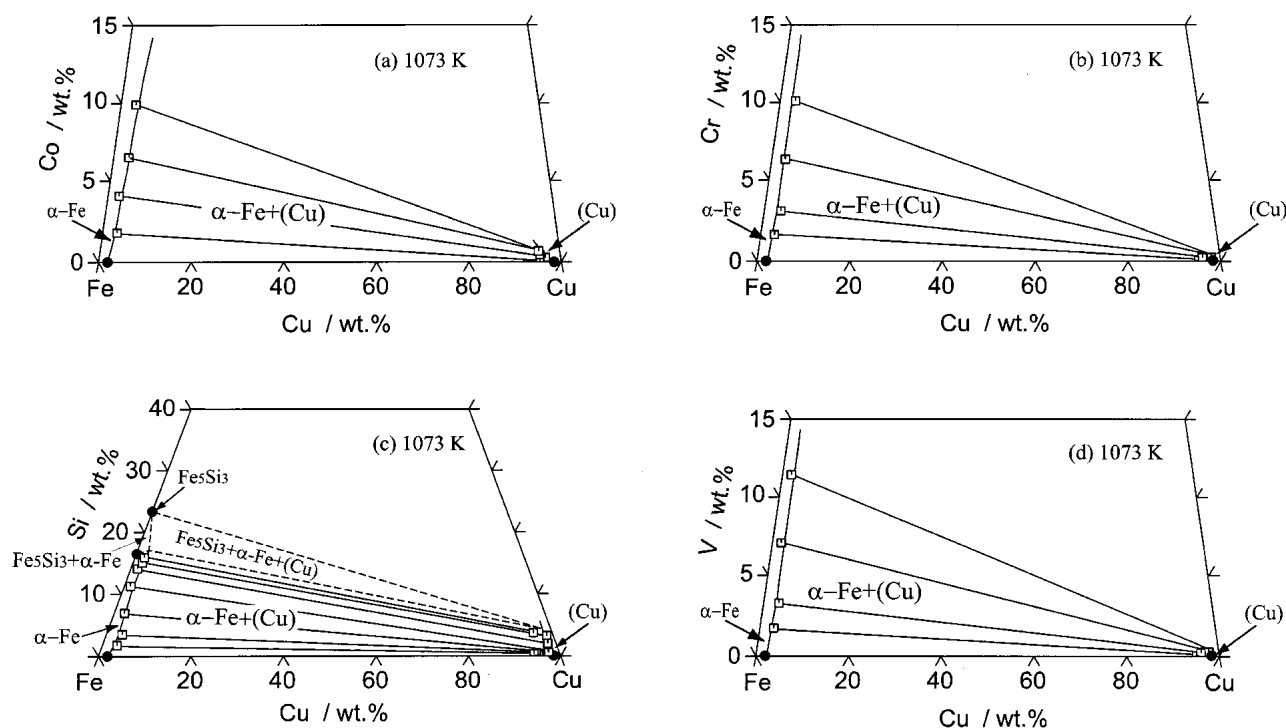 15
10
5
0
Co / wt.%
(a) 1073 K
α-Fe
α-Fe+(Cu)
(Cu)
Fe
20
40
60
80
Cu
Cu / wt.%
15
10
5
0
Cr / wt.%
(b) 1073 K
α-Fe
α-Fe+(Cu)
(Cu)
Fe
20
40
60
80
Cu
Cu / wt.%
40
30
20
10
0
Si / wt.%
(c) 1073 K
Fe5Si3
Fe5Si3+α-Fe
Fe5Si3+α-Fe+(Cu)
α-Fe
α-Fe+(Cu)
(Cu)
Fe
20
40
60
80
Cu
Cu / wt.%
15
10
5
0
V / wt.%
(d) 1073 K
α-Fe
α-Fe+(Cu)
(Cu)
Fe
20
40
60
80
Cu
Cu / wt.%